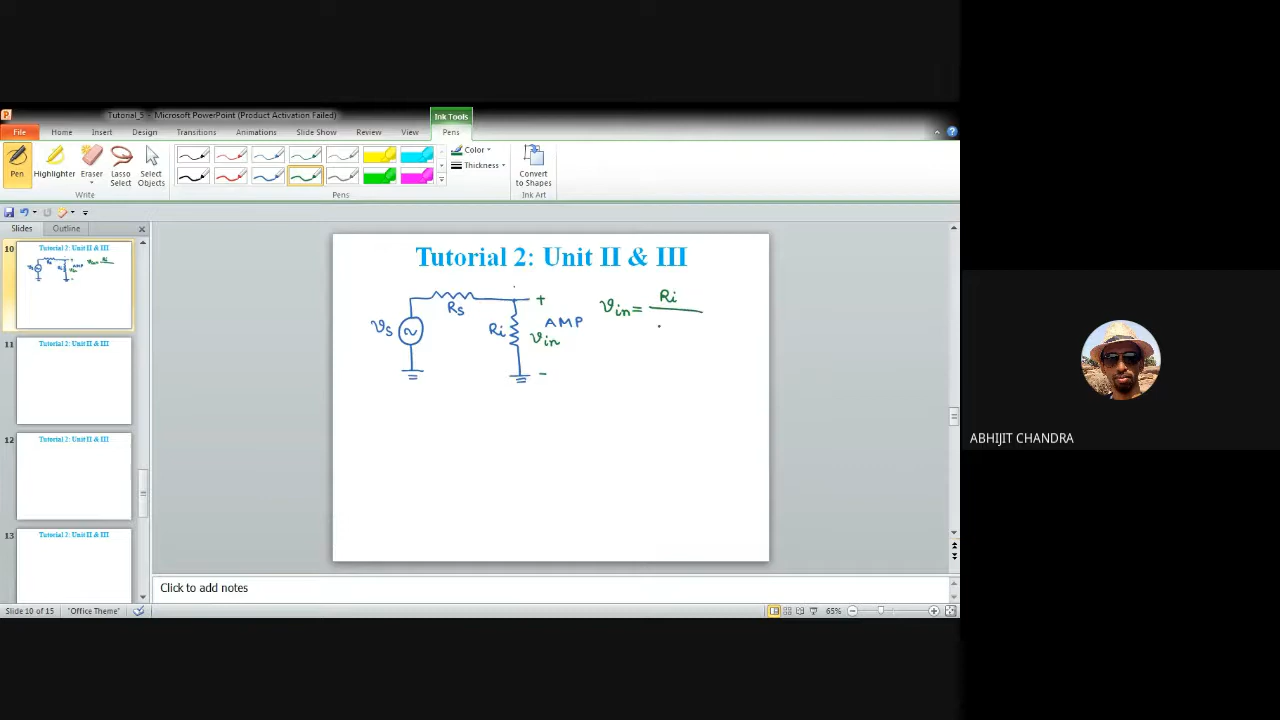 Tutorial_5 - Microsoft PowerPoint (Product Activation Failed)
Ink Tools
File Home Insert Design Transitions Animations Slide Show Review View Pens
Pen Highlighter Eraser Lasso Select Select Objects
Color
Thickness
Convert to Shapes
Write Pens Ink Art
Slides Outline
10 Tutorial 2: Unit II & III
11 Tutorial 2: Unit II & III
12 Tutorial 2: Unit II & III
13 Tutorial 2: Unit II & III
Tutorial 2: Unit II & III
Vs
Rs
Ri
+
AMP
Vin
-
Vin = Ri
Click to add notes
Slide 10 of 15 "Office Theme" 65%
ABHIJIT CHANDRA